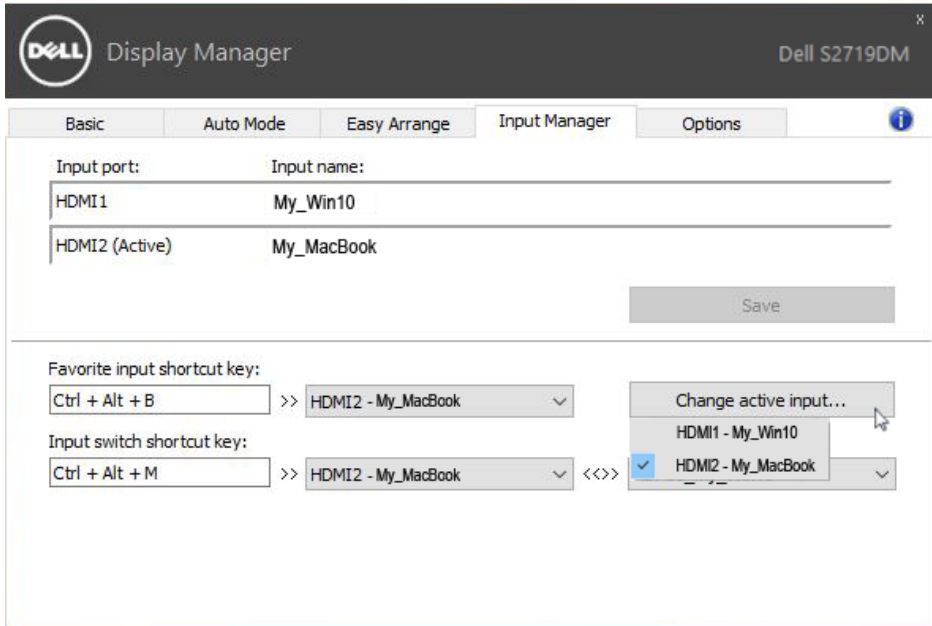 x
DELL Display Manager Dell S2719DM
Basic Auto Mode Easy Arrange Input Manager Options i
Input port: Input name:
HDMI1 My_Win10
HDMI2 (Active) My_MacBook
Save
Favorite input shortcut key:
Ctrl + Alt + B >> HDMI2 - My_MacBook Change active input...
HDMI1 - My_Win10
Input switch shortcut key:
HDMI2 - My_MacBook
Ctrl + Alt + M >> HDMI2 - My_MacBook <<>>